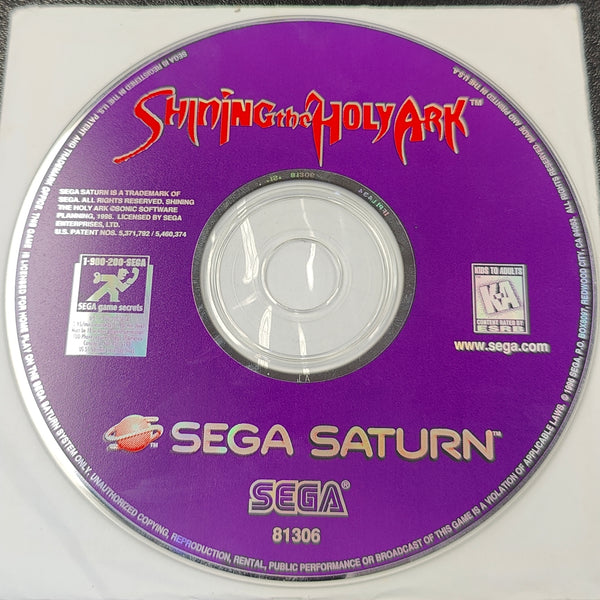 SHINING the HOLY ARK™
SEGA SATURN IS A TRADEMARK OF
SEGA. ALL RIGHTS RESERVED. SHINING
THE HOLY ARK ©SONIC SOFTWARE
PLANNING, 1996. LICENSED BY SEGA
ENTERPRISES, LTD.
U.S. PATENT NOS. 5,371,792 / 5,460,374
1-900-200-SEGA
SEGA game secrets
KIDS TO ADULTS
K-A
CONTENT RATED BY
ESRB
www.sega.com
SEGA SATURN™
SEGA®
81306
SEGA IS REGISTERED IN THE U.S. PATENT AND TRADEMARK OFFICE. THIS GAME IS LICENSED FOR HOME PLAY ON THE SEGA SATURN SYSTEM ONLY. UNAUTHORIZED COPYING, REPRODUCTION, RENTAL, PUBLIC PERFORMANCE OR BROADCAST OF THIS GAME IS A VIOLATION OF APPLICABLE LAWS. © 1996 SEGA, P.O. BOX 8097, REDWOOD CITY, CA 94063. ALL RIGHTS RESERVED. MADE AND PRINTED IN THE U.S.A.